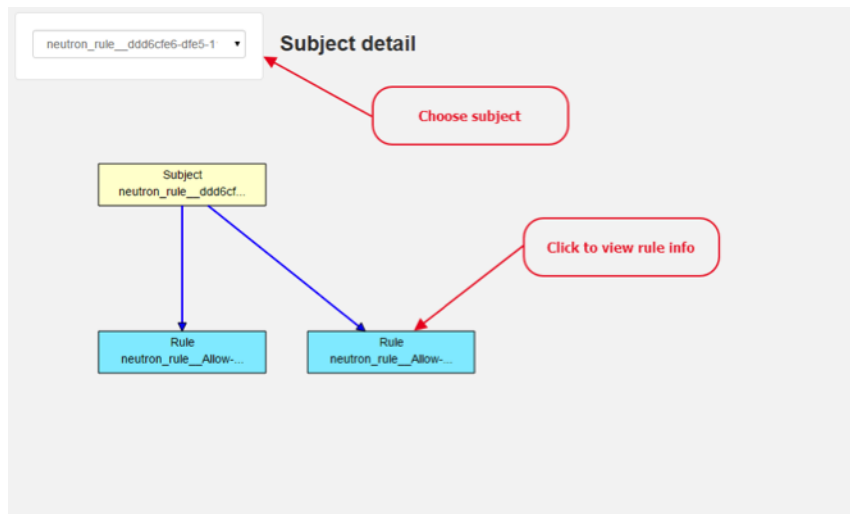 neutron_rule__ddd6cfe6-dfe5-1
Subject detail
Choose subject
Subject
neutron_rule__ddd6cf...
Click to view rule info
Rule
neutron_rule__Allow-...
Rule
neutron_rule__Allow-...